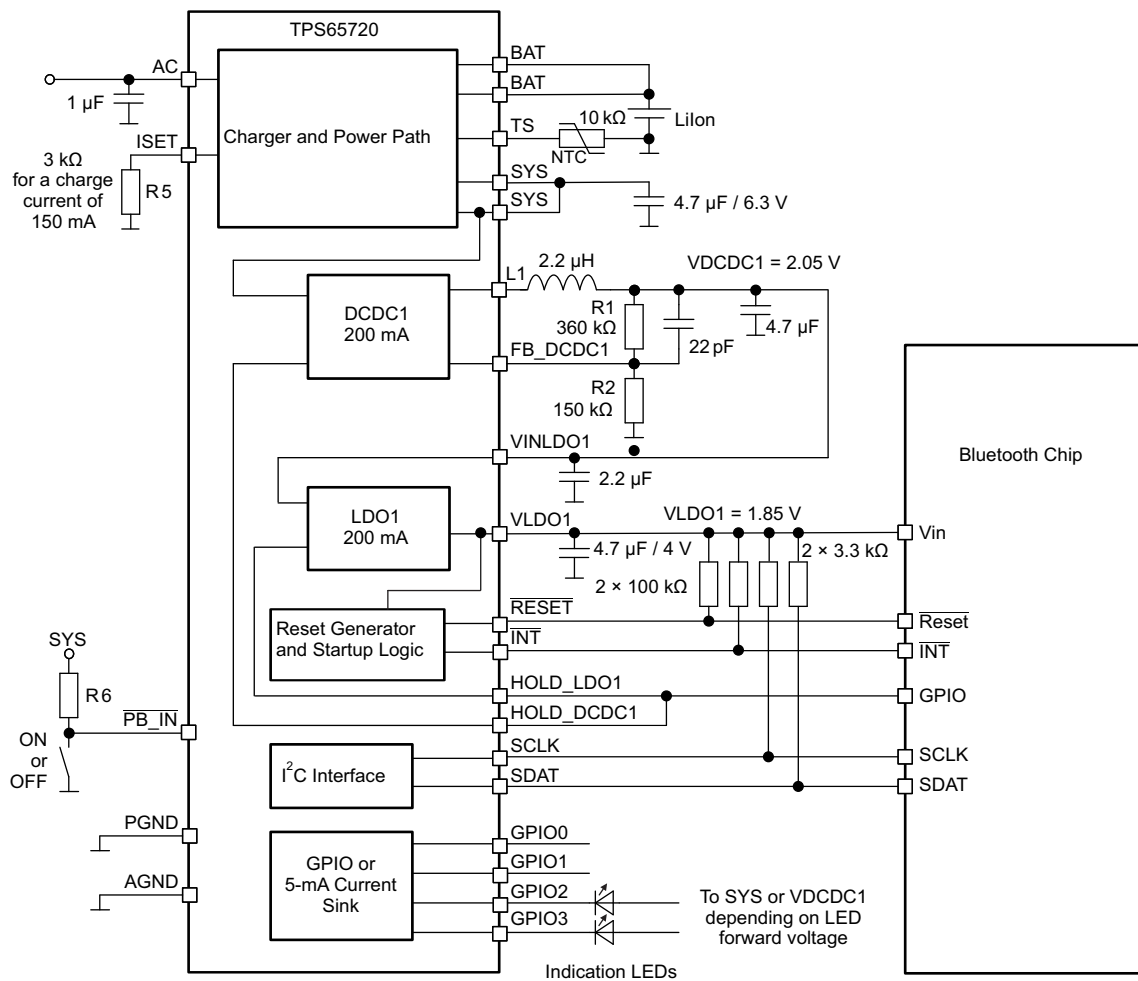 TPS65720
AC
1 µF
ISET
3 kΩ
for a charge
current of
150 mA
R5
Charger and Power Path
BAT
BAT
TS
10 kΩ
NTC
LiIon
SYS
SYS
4.7 µF / 6.3 V
DCDC1
200 mA
L1
2.2 µH
VDCDC1 = 2.05 V
R1
360 kΩ
22 pF
4.7 µF
FB_DCDC1
R2
150 kΩ
VINLDO1
2.2 µF
Bluetooth Chip
LDO1
200 mA
VLDO1
VLDO1 = 1.85 V
Vin
4.7 µF / 4 V
2 × 3.3 kΩ
2 × 100 kΩ
Reset Generator
and Startup Logic
RESET
Reset
INT
INT
SYS
R6
PB_IN
ON
or
OFF
HOLD_LDO1
GPIO
HOLD_DCDC1
I²C Interface
SCLK
SCLK
SDAT
SDAT
PGND
AGND
GPIO or
5-mA Current
Sink
GPIO0
GPIO1
GPIO2
GPIO3
To SYS or VDCDC1
depending on LED
forward voltage
Indication LEDs